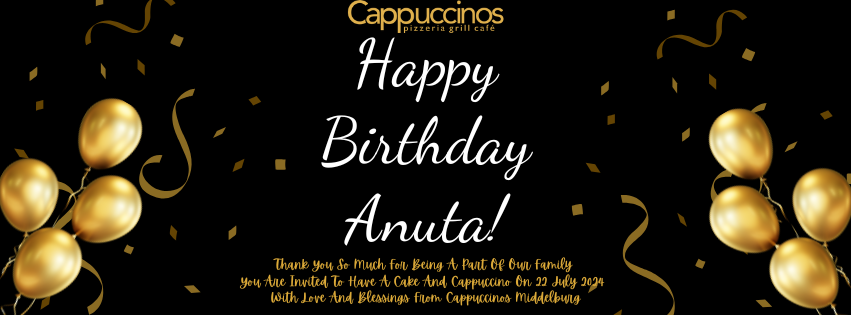 Cappuccinos
pizzeria grill café
Happy
Birthday
Anuta!
Thank You So Much For Being A Part Of Our Family
You Are Invited To Have A Cake And Cappuccino On 22 July 2024
With Love And Blessings From Cappuccinos Middelburg